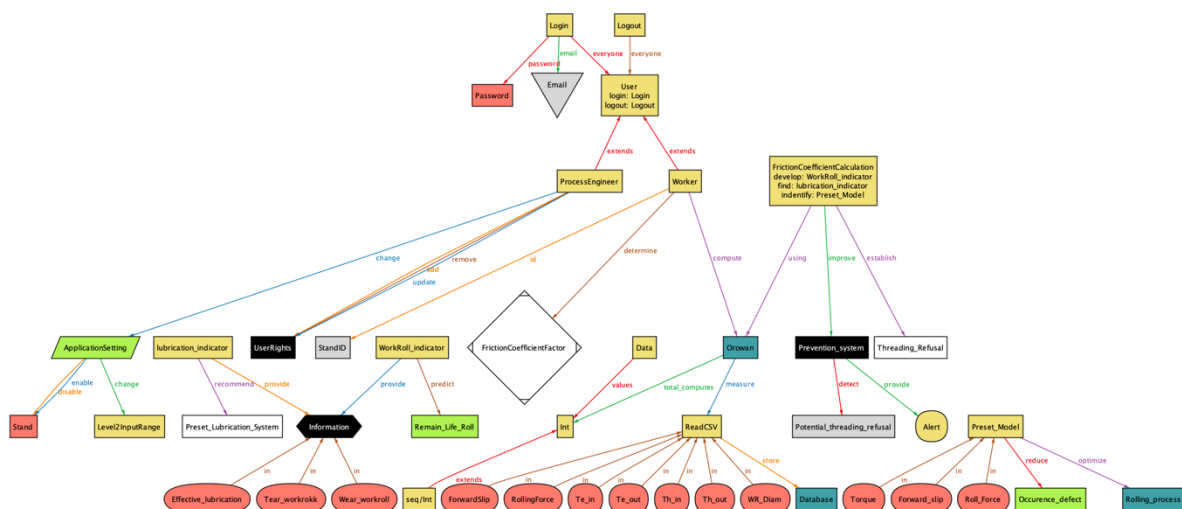 Login
Logout
password
email
everyone
everyone
Password
Email
User
login: Login
logout: Logout
extends
extends
ProcessEngineer
Worker
FrictionCoefficientCalculation
develop: WorkRoll_indicator
find: lubrication_indicator
indentify: Preset_Model
change
add
remove
update
id
determine
compute
using
improve
establish
ApplicationSetting
lubrication_indicator
UserRights
StandID
WorkRoll_indicator
FrictionCoefficientFactor
Data
Orowan
Prevention_system
Threading_Refusal
enable
disable
change
recommend
provide
provide
predict
values
total_computes
measure
detect
provide
Stand
Level2InputRange
Preset_Lubrication_System
Information
Remain_Life_Roll
Int
ReadCSV
Potential_threading_refusal
Alert
Preset_Model
in
in
in
extends
in
in
in
in
in
in
in
store
in
in
in
reduce
optimize
Effective_lubrication
Tear_workrokk
Wear_workroll
seq/Int
ForwardSlip
RollingForce
Te_in
Te_out
Th_in
Th_out
WR_Diam
Database
Torque
Forward_slip
Roll_Force
Occurence_defect
Rolling_process